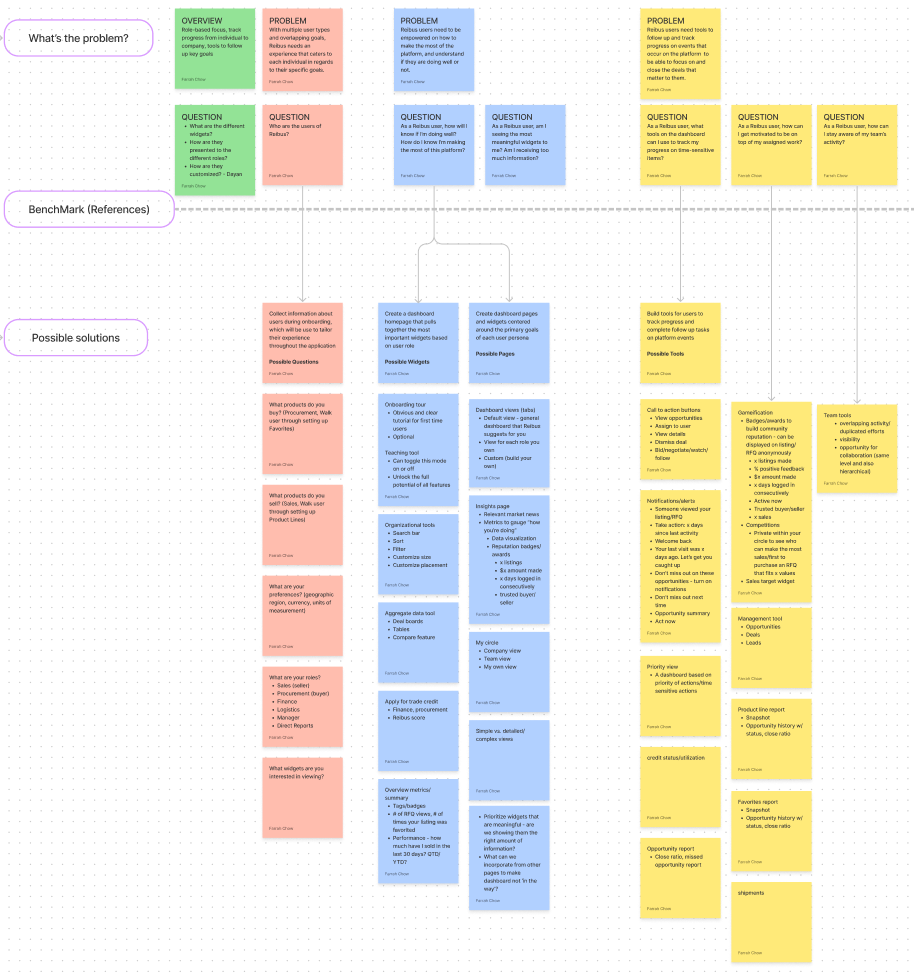 What's the problem?
OVERVIEW
Role-based focus, track
progress from individual to
company, tools to follow
up key goals
Farrah Chow
PROBLEM
With multiple user types
and overlapping goals,
Reibus needs an
experience that caters to
each individual in regards
to their specific goals.
Farrah Chow
PROBLEM
Reibus users need to be
empowered on how to
make the most of the
platform, and understand
if they are doing well or
not.
Farrah Chow
PROBLEM
Reibus users need tools to
follow up and track
progress on events that
occur on the platform to
be able to focus on and
close the deals that
matter to them.
Farrah Chow
QUESTION
• What are the different
widgets?
• How are they
presented to the
different roles?
• How are they
customized? - Dayan
Farrah Chow
QUESTION
Who are the users of
Reibus?
Farrah Chow
QUESTION
As a Reibus user, how will I
know if I'm doing well?
How do I know I'm making
the most of this platform?
Farrah Chow
QUESTION
As a Reibus user, am I
seeing the most
meaningful widgets to
me? Am I receiving too
much information?
Farrah Chow
QUESTION
As a Reibus user, what
tools on the dashboard
can I use to track my
progress on time-sensitive
items?
Farrah Chow
QUESTION
As a Reibus user, how can
I get motivated to be on
top of my assigned work?
Farrah Chow
QUESTION
As a Reibus user, how can
I stay aware of my team's
activity?
Farrah Chow
BenchMark (References)
Possible solutions
Collect information about
users during onboarding,
which will be use to tailor
their experience
throughout the application
Possible Questions
Farrah Chow
What products do you
buy? (Procurement, Walk
user through setting up
Favorites)
Farrah Chow
What products do you
sell? (Sales, Walk user
through setting up
Product Lines)
Farrah Chow
What are your
preferences? (geographic
region, currency, units of
measurement)
Farrah Chow
What are your roles?
• Sales (seller)
• Procurement (buyer)
• Finance
• Logistics
• Manager
• Direct Reports
Farrah Chow
What widgets are you
interested in viewing?
Farrah Chow
Create a dashboard
homepage that pulls
together the most
important widgets based
on user role
Possible Widgets
Farrah Chow
Onboarding tour
• Obvious and clear
tutorial for first time
users
• Optional
Teaching tool
• Can toggle this mode
on or off
• Unlock the full
potential of all features
Farrah Chow
Organizational tools
• Search bar
• Sort
• Filter
• Customize size
• Customize placement
Farrah Chow
Aggregate data tool
• Deal boards
• Tables
• Compare feature
Farrah Chow
Apply for trade credit
• Finance, procurement
• Reibus score
Farrah Chow
Overview metrics/
summary
• Tags/badges
• # of RFQ views, # of
times your listing was
favorited
• Performance - how
much have I sold in the
last 30 days? QTD/
YTD?
Farrah Chow
Create dashboard pages
and widgets centered
around the primary goals
of each user persona
Possible Pages
Farrah Chow
Dashboard views (tabs)
• Default view - general
dashboard that Reibus
suggests for you
• View for each role you
own
• Custom (build your
own)
Farrah Chow
Insights page
• Relevant market news
• Metrics to gauge "how
you're doing"
• Data visualization
• Reputation badges/
awards
• x listings
• $x amount made
• x days logged in
consecutively
• trusted buyer/
seller
Farrah Chow
My circle
• Company view
• Team view
• My own view
Farrah Chow
Simple vs. detailed/
complex views
Farrah Chow
• Prioritize widgets that
are meaningful - are
we showing them the
right amount of
information?
• What can we
incorporate from other
pages to make
dashboard not 'in the
way'?
Farrah Chow
Build tools for users to
track progress and
complete follow up tasks
on platform events
Possible Tools
Farrah Chow
Call to action buttons
• View opportunities
• Assign to user
• View details
• Dismiss deal
• Bid/negotiate/watch/
follow
Farrah Chow
Notifications/alerts
• Someone viewed your
listing/RFQ
• Take action: x days
since last activity
• Welcome back
• Your last visit was x
days ago. Let's get you
caught up
• Don't miss out on these
opportunities - turn on
notifications
• Don't miss out next
time
• Opportunity summary
• Act now
Farrah Chow
Priority view
• A dashboard based on
priority of actions/time
sensitive actions
Farrah Chow
credit status/utilization
Farrah Chow
Opportunity report
• Close ratio, missed
opportunity report
Farrah Chow
Gameification
• Badges/awards to
build community
reputation - can be
displayed on listing/
RFQ anonymously
• x listings made
• % positive feedback
• $x amount made
• x days logged in
consecutively
• Active now
• Trusted buyer/seller
• x sales
• Competitions
• Private within your
circle to see who
can make the most
sales/first to
purchase an RFQ
that fits x values
• Sales target widget
Farrah Chow
Management tool
• Opportunities
• Deals
• Leads
Farrah Chow
Product line report
• Snapshot
• Opportunity history w/
status, close ratio
Farrah Chow
Favorites report
• Snapshot
• Opportunity history w/
status, close ratio
Farrah Chow
shipments
Farrah Chow
Team tools
• overlapping activity/
duplicated efforts
• visibility
• opportunity for
collaboration (same
level and also
hierarchical)
Farrah Chow